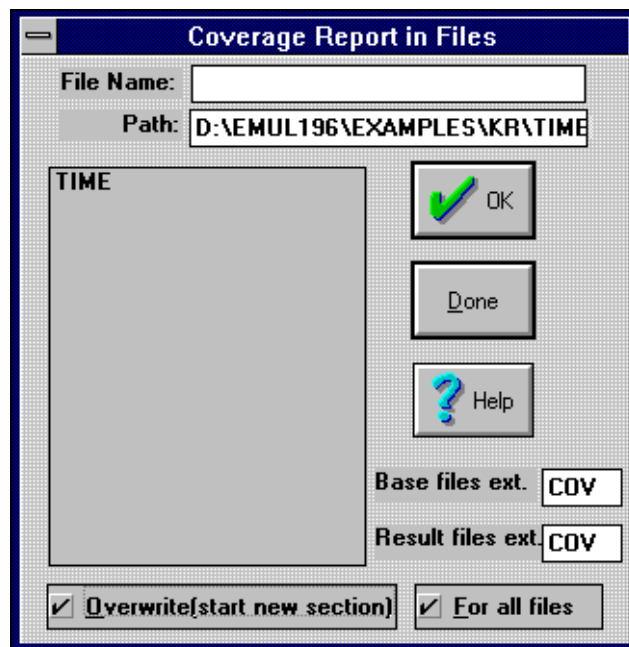 Coverage Report in Files
File Name:
Path: D:\EMUL196\EXAMPLES\KR\TIME
TIME
OK
Done
Help
Base files ext. COV
Result files ext. COV
Overwrite(start new section)
For all files